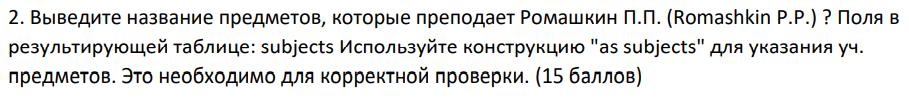 2. Выведите название предметов, которые преподает Ромашкин П.П. (Romashkin P.P.) ? Поля в
результирующей таблице: subjects Используйте конструкцию "as subjects" для указания уч.
предметов. Это необходимо для корректной проверки. (15 баллов)